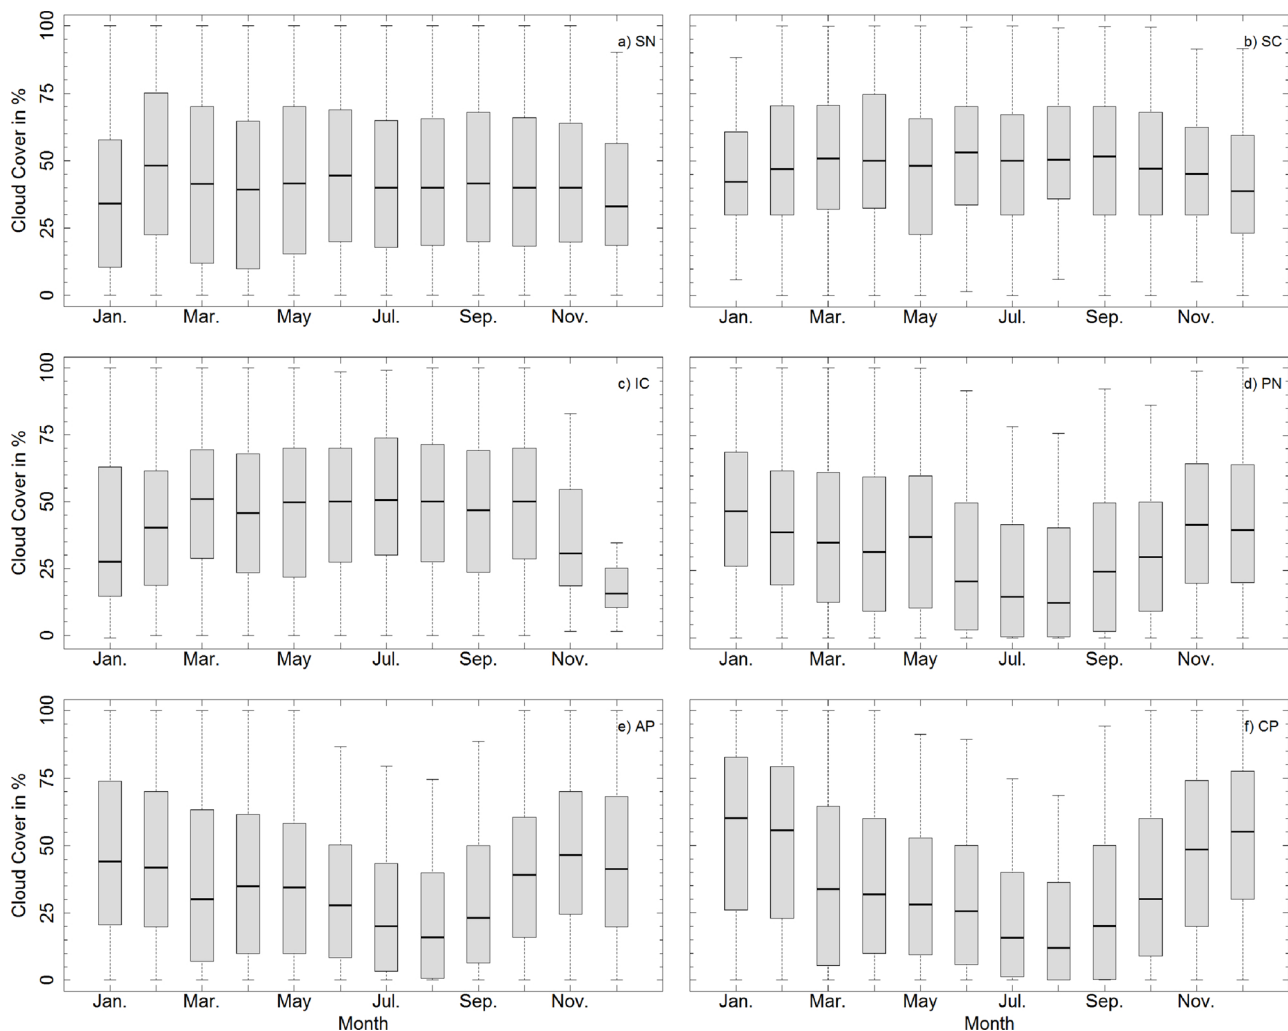 a) SN
Cloud Cover in %
0 25 50 75 100
Jan. Mar. May Jul. Sep. Nov.
b) SC
Jan. Mar. May Jul. Sep. Nov.
c) IC
Cloud Cover in %
0 25 50 75 100
Jan. Mar. May Jul. Sep. Nov.
d) PN
Jan. Mar. May Jul. Sep. Nov.
e) AP
Cloud Cover in %
0 25 50 75 100
Jan. Mar. May Jul. Sep. Nov.
Month
f) CP
Jan. Mar. May Jul. Sep. Nov.
Month